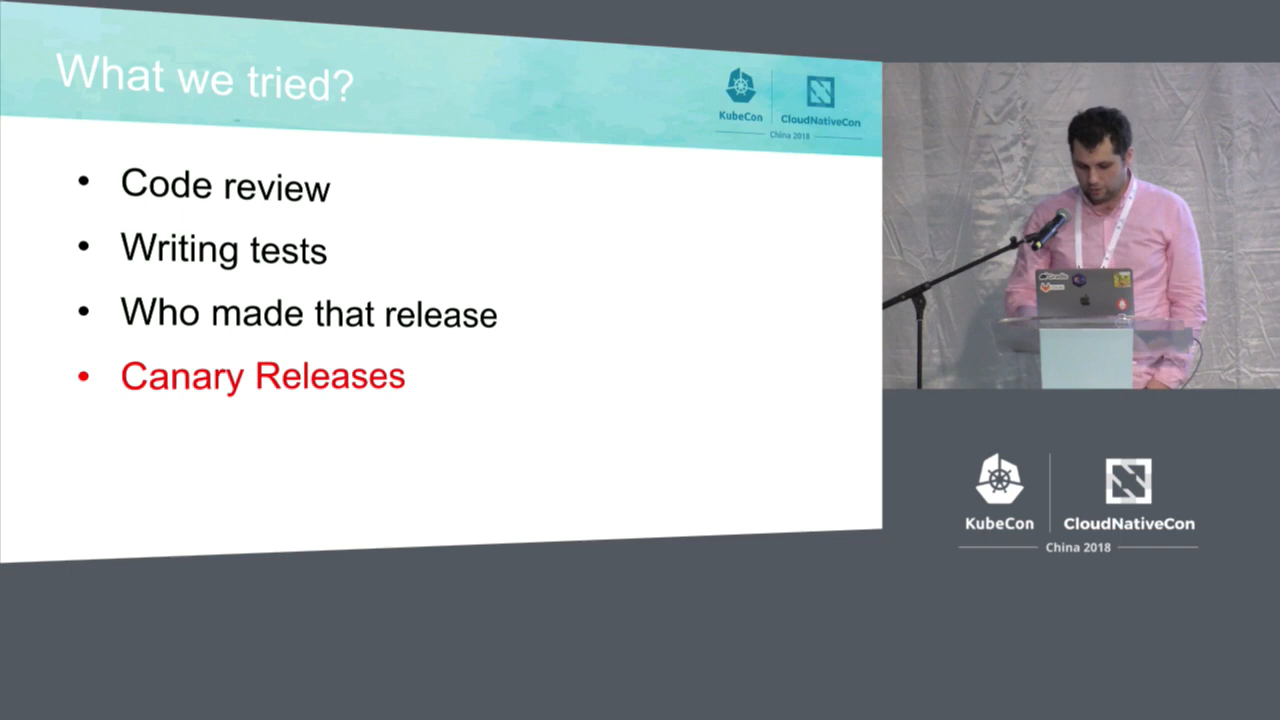 What we tried?
KubeCon
CloudNativeCon
China 2018
Code review
Writing tests
Who made that release
Canary Releases
KubeCon
CloudNativeCon
China 2018